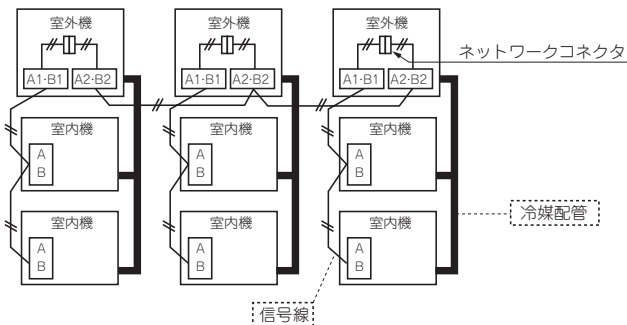 室外機
室外機
室外機
ネットワークコネクタ
A1·B1
A2·B2
A1·B1
A2·B2
A1·B1
A2·B2
室内機
A
B
室内機
A
B
室内機
A
B
室内機
A
B
室内機
A
B
室内機
A
B
冷媒配管
信号線